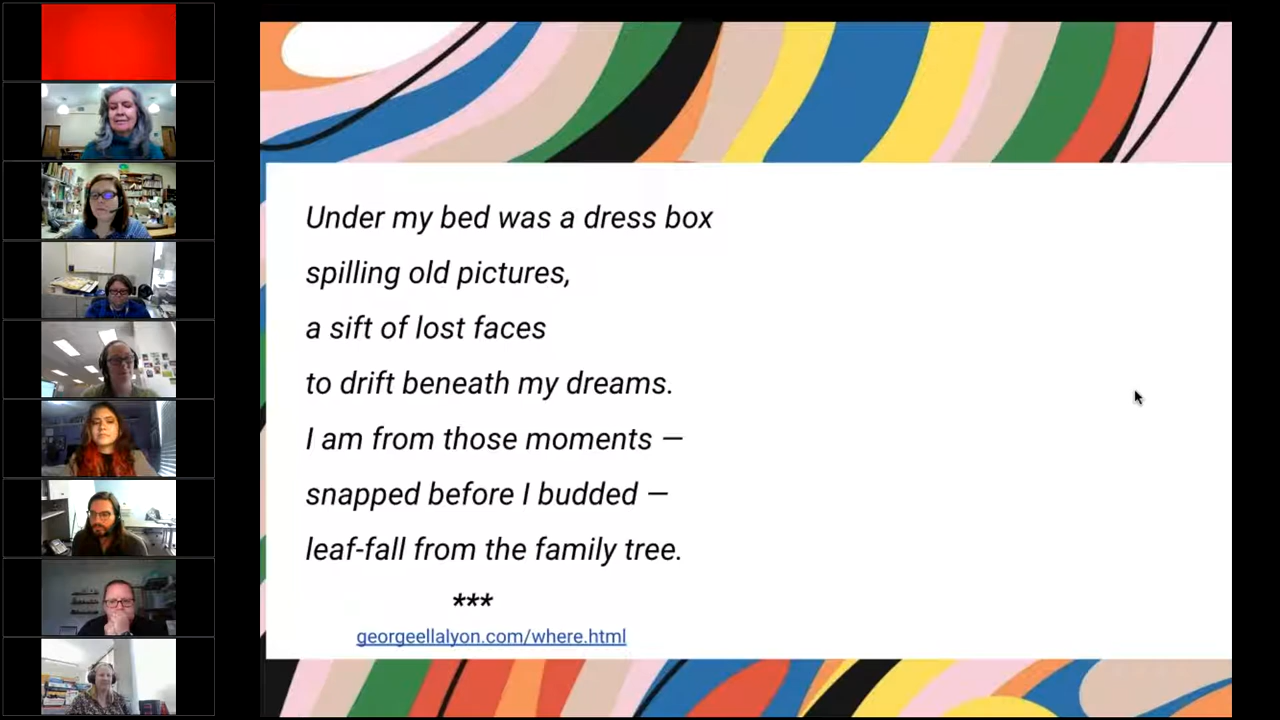 Under my bed was a dress box
spilling old pictures,
a sift of lost faces
to drift beneath my dreams.
I am from those moments —
snapped before I budded —
leaf-fall from the family tree.
***
georgeellalyon.com/where.html